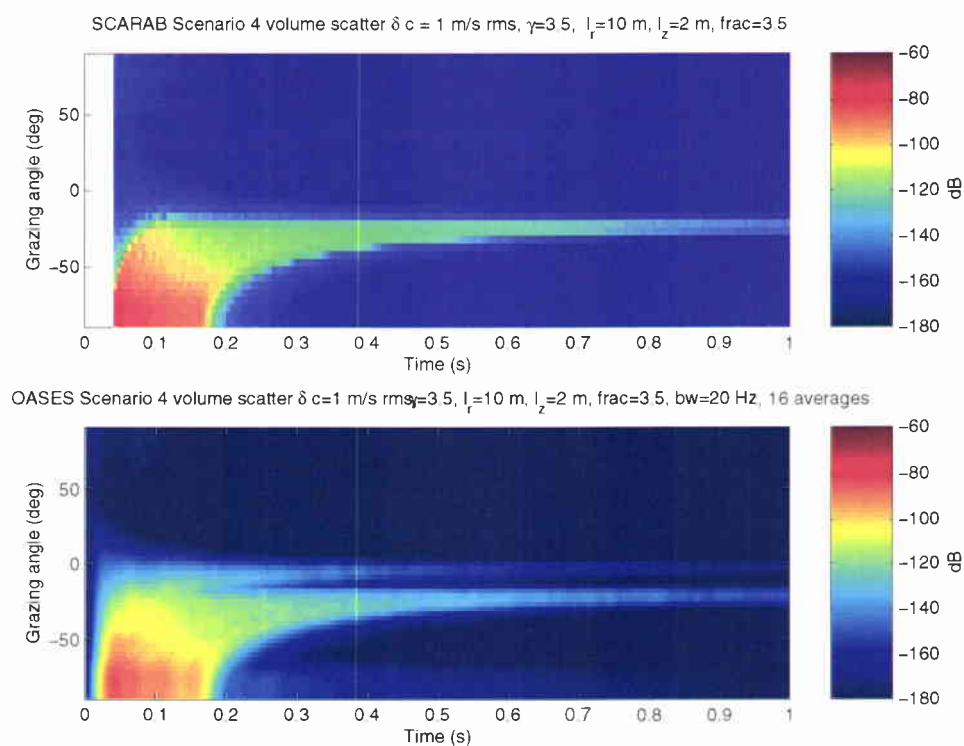 SCARAB Scenario 4 volume scatter δ c = 1 m/s rms, γ=3.5, l_r=10 m, l_z=2 m, frac=3.5
Grazing angle (deg)
50
0
-50
0 0.1 0.2 0.3 0.4 0.5 0.6 0.7 0.8 0.9 1
Time (s)
-60
-80
-100
-120
-140
-160
-180
dB
OASES Scenario 4 volume scatter δ c=1 m/s rms,γ=3.5, l_r=10 m, l_z=2 m, frac=3.5, bw=20 Hz, 16 averages
Grazing angle (deg)
50
0
-50
0 0.1 0.2 0.3 0.4 0.5 0.6 0.7 0.8 0.9 1
Time (s)
-60
-80
-100
-120
-140
-160
-180
dB